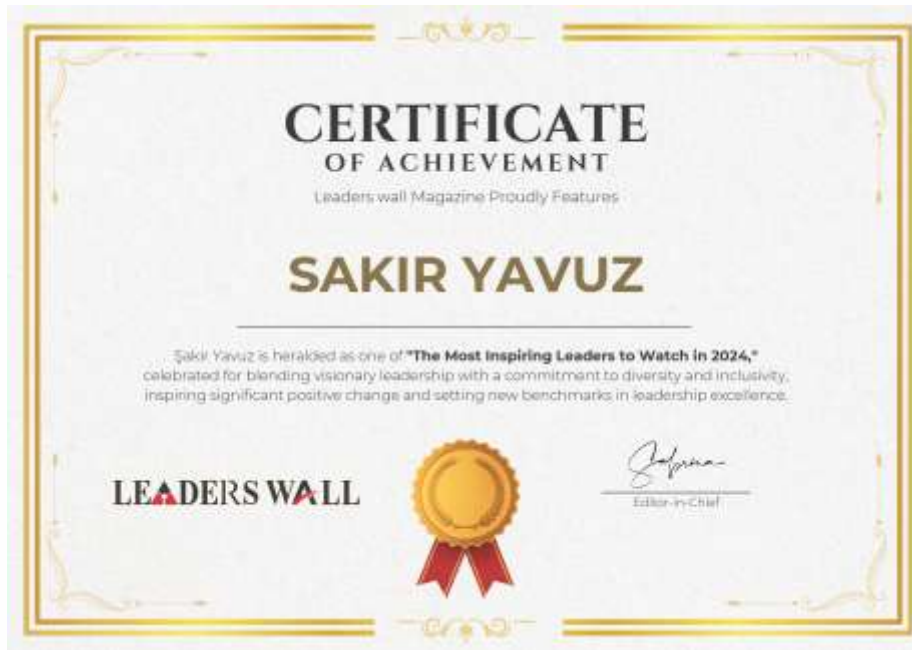 CERTIFICATE
OF ACHIEVEMENT
Leaders wall Magazine Proudly Features
SAKIR YAVUZ
Şakir Yavuz is heralded as one of "The Most Inspiring Leaders to Watch in 2024,"
celebrated for blending visionary leadership with a commitment to diversity and inclusivity,
inspiring significant positive change and setting new benchmarks in leadership excellence.
LEADERS WALL
Sabrina
Editor-in-Chief